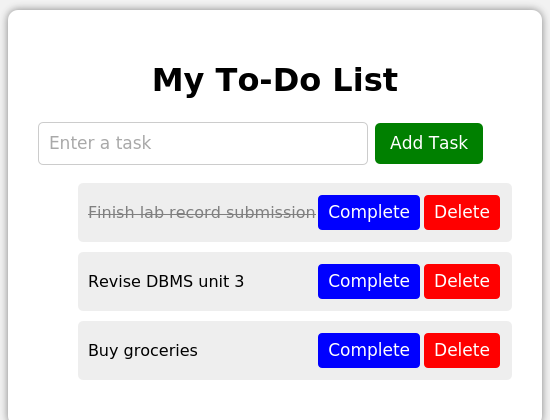 My To-Do List
Enter a task Add Task
Finish lab record submission Complete Delete
Revise DBMS unit 3 Complete Delete
Buy groceries Complete Delete